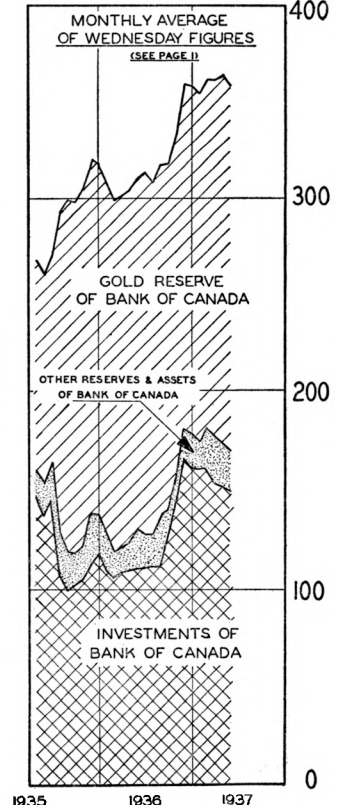 MONTHLY AVERAGE
OF WEDNESDAY FIGURES
(SEE PAGE 1)
400
300
GOLD RESERVE
OF BANK OF CANADA
OTHER RESERVES & ASSETS
OF BANK OF CANADA
200
100
INVESTMENTS OF
BANK OF CANADA
0
1935 1936 1937